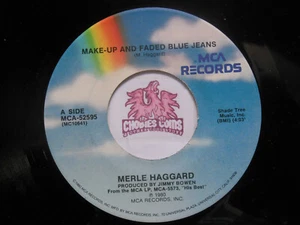 MAKE-UP AND FADED BLUE JEANS
(M. Haggard)
MCA RECORDS
A SIDE
MCA-52595
(MC10641)
Shade Tree
Music, Inc.
(BMI)
MERLE HAGGARD
PRODUCED BY JIMMY BOWEN
From the MCA LP, MCA-5573, "His Best"
MCA RECORDS, INC.